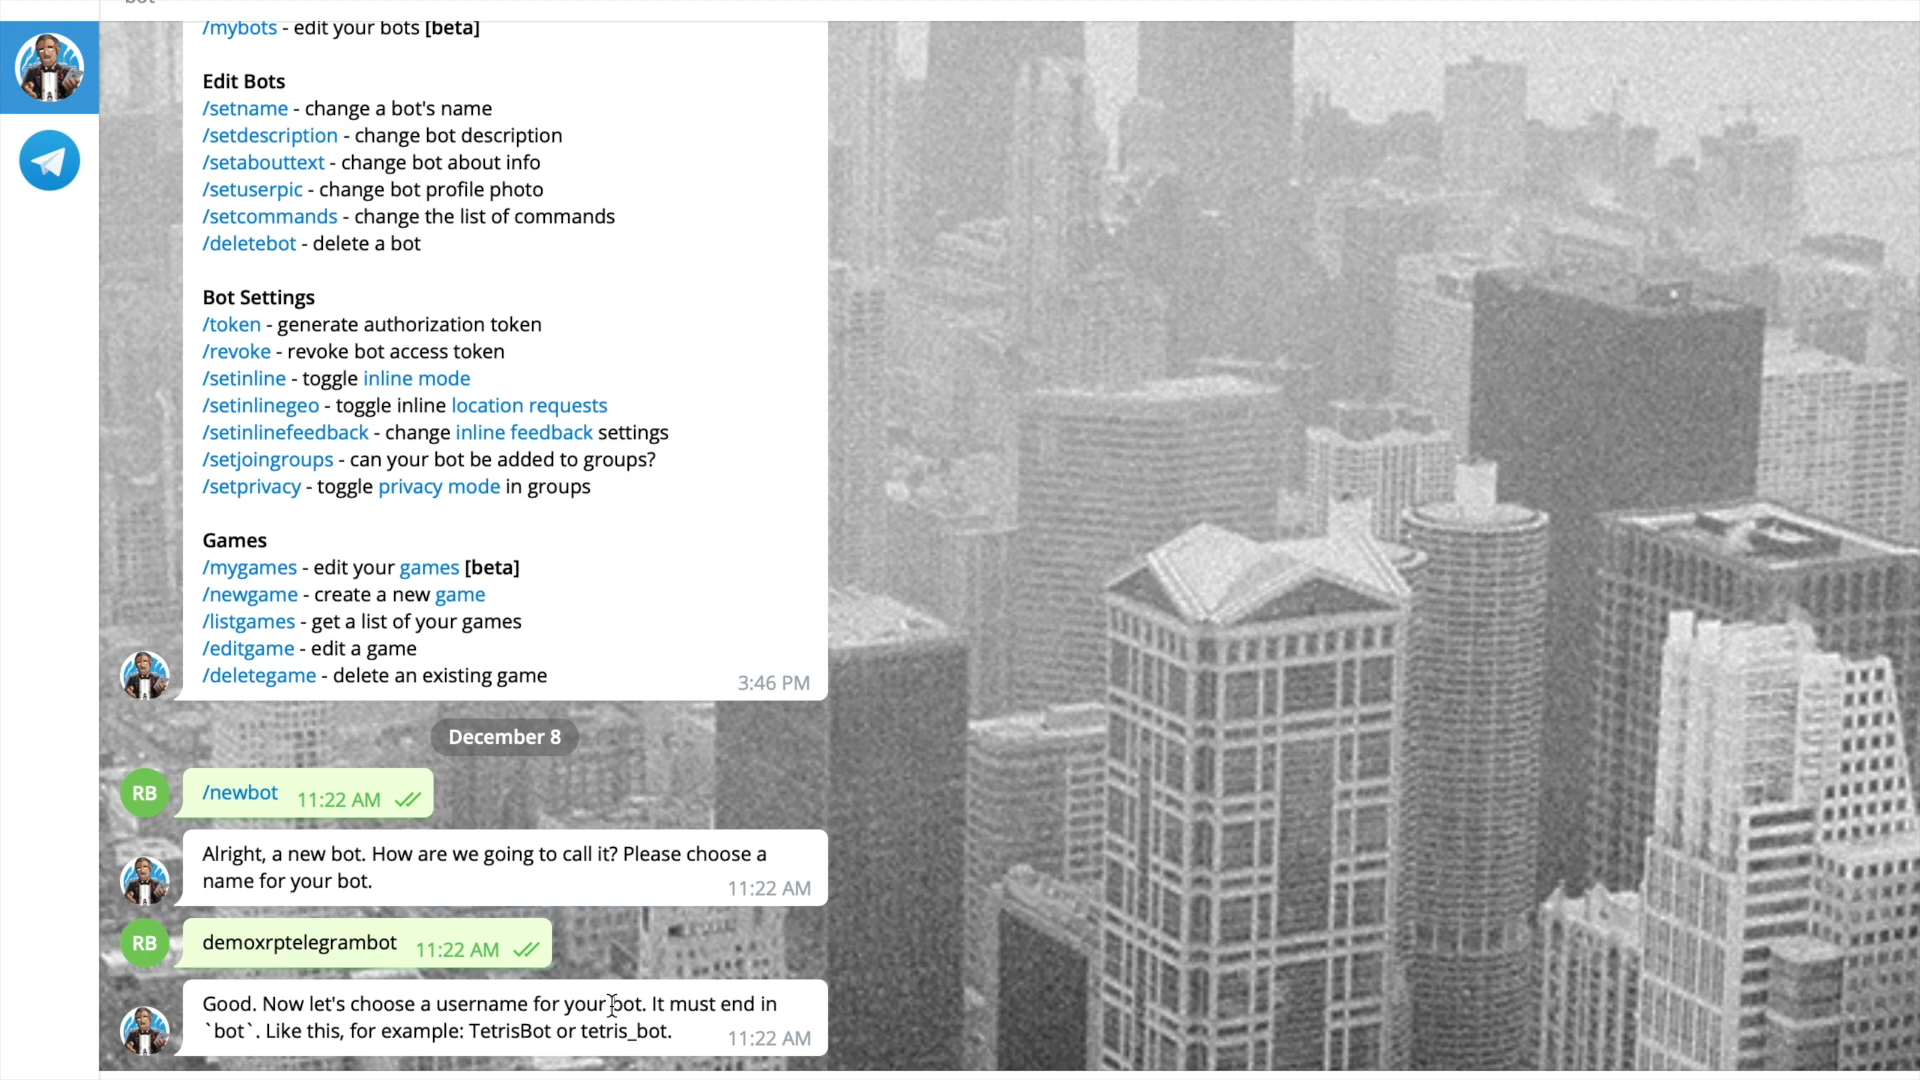 /mybots - edit your bots [beta]
Edit Bots
/setname - change a bot's name
/setdescription - change bot description
/setabouttext - change bot about info
/setuserpic - change bot profile photo
/setcommands - change the list of commands
/deletebot - delete a bot
Bot Settings
/token - generate authorization token
/revoke - revoke bot access token
/setinline - toggle inline mode
/setinlinegeo - toggle inline location requests
/setinlinefeedback - change inline feedback settings
/setjoingroups - can your bot be added to groups?
/setprivacy - toggle privacy mode in groups
Games
/mygames - edit your games [beta]
/newgame - create a new game
/listgames - get a list of your games
/editgame - edit a game
/deletegame - delete an existing game
3:46 PM
December 8
RB
/newbot 11:22 AM
Alright, a new bot. How are we going to call it? Please choose a
name for your bot.
11:22 AM
RB
demoxrptelegrambot 11:22 AM
Good. Now let's choose a username for your bot. It must end in
`bot`. Like this, for example: TetrisBot or tetris_bot.
11:22 AM